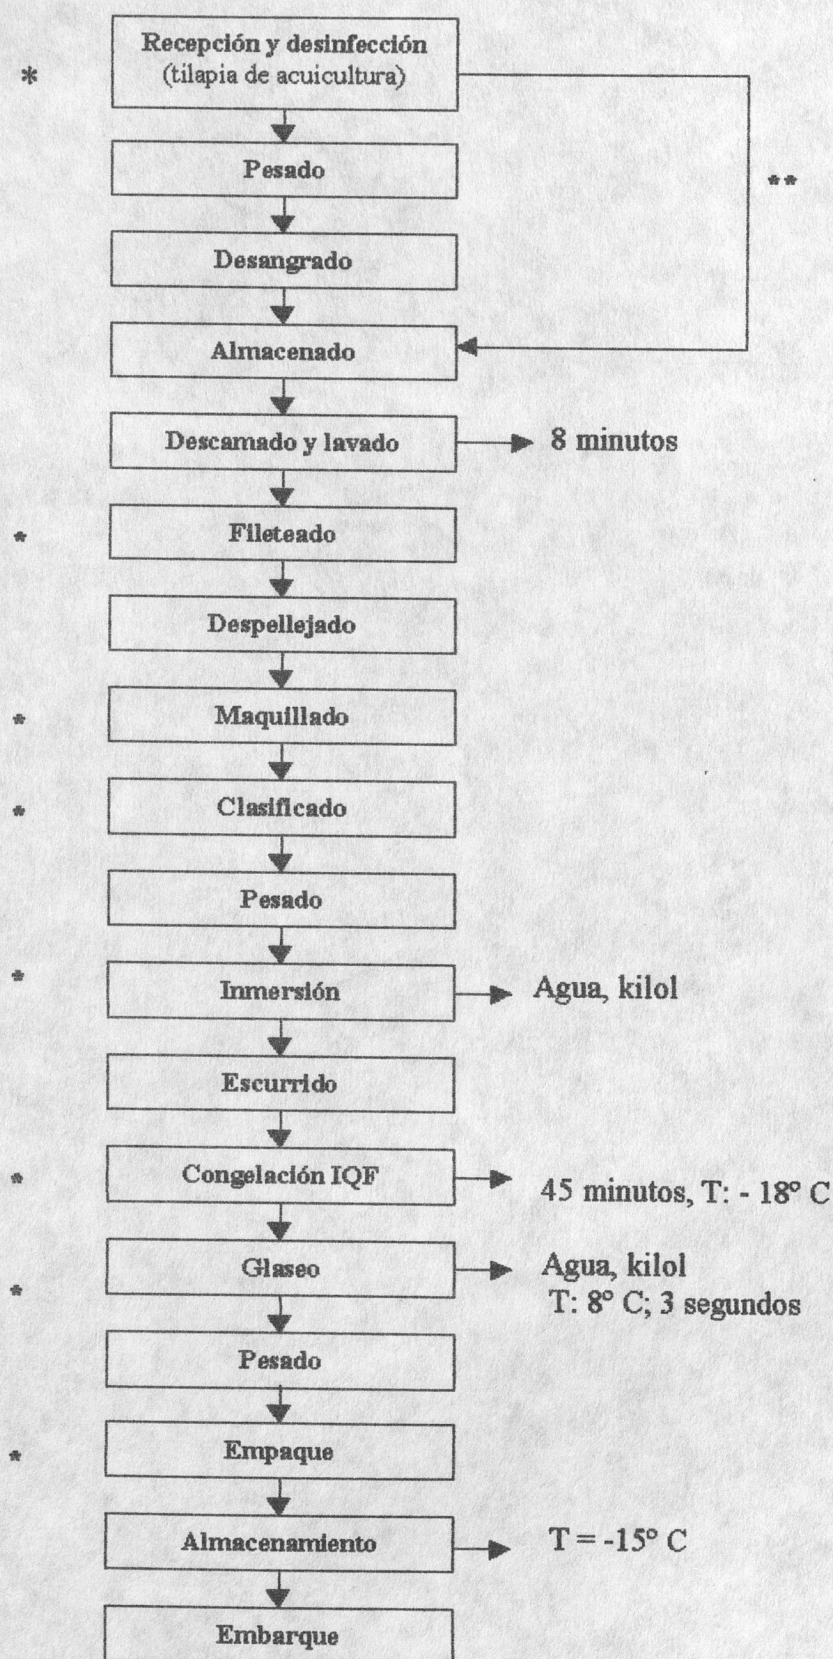 Recepción y desinfección
* (tilapia de acuicultura)
Pesado
**
Desangrado
Almacenado
Descamado y lavado 8 minutos
* Fileteado
Despellejado
* Maquillado
* Clasificado
Pesado
* Inmersión Agua, kilol
Escurrido
* Congelación IQF 45 minutos, T: - 18° C
Glaseo Agua, kilol
* T: 8° C; 3 segundos
Pesado
* Empaque
Almacenamiento T = -15° C
Embarque